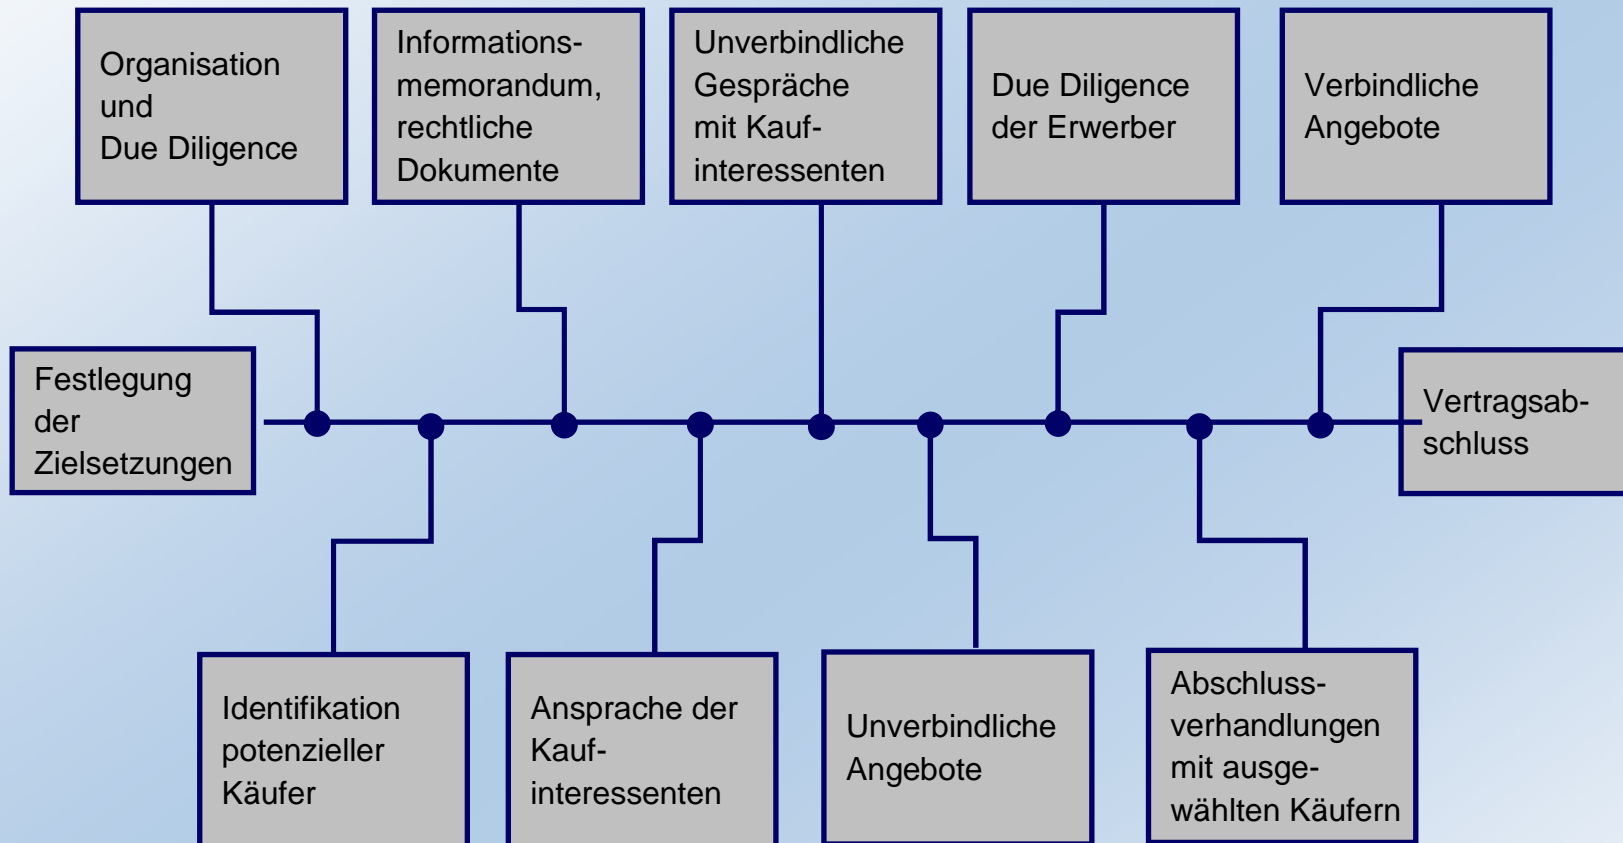 Organisation
und
Due Diligence
Informations-
memorandum,
rechtliche
Dokumente
Unverbindliche
Gespräche
mit Kauf-
interessenten
Due Diligence
der Erwerber
Verbindliche
Angebote
Festlegung
der
Zielsetzungen
Vertragsab-
schluss
Identifikation
potenzieller
Käufer
Ansprache der
Kauf-
interessenten
Unverbindliche
Angebote
Abschluss-
verhandlungen
mit ausge-
wählten Käufern